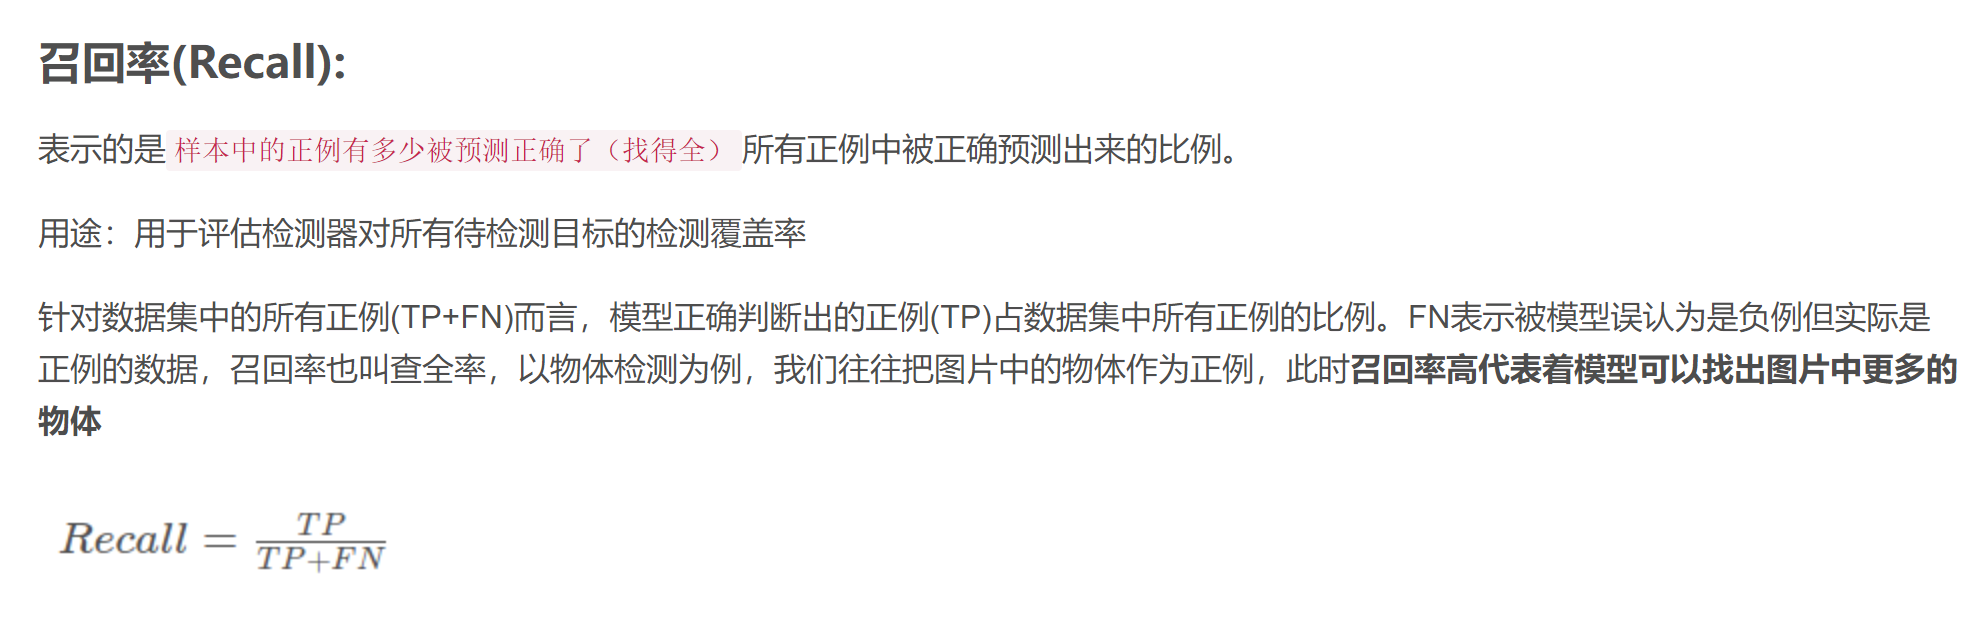 召回率(Recall):
表示的是 样本中的正例有多少被预测正确了（找得全） 所有正例中被正确预测出来的比例。
用途：用于评估检测器对所有待检测目标的检测覆盖率
针对数据集中的所有正例(TP+FN)而言，模型正确判断出的正例(TP)占数据集中所有正例的比例。FN表示被模型误认为是负例但实际是
正例的数据，召回率也叫查全率，以物体检测为例，我们往往把图片中的物体作为正例，此时召回率高代表着模型可以找出图片中更多的
物体
Recall = TP / TP+FN